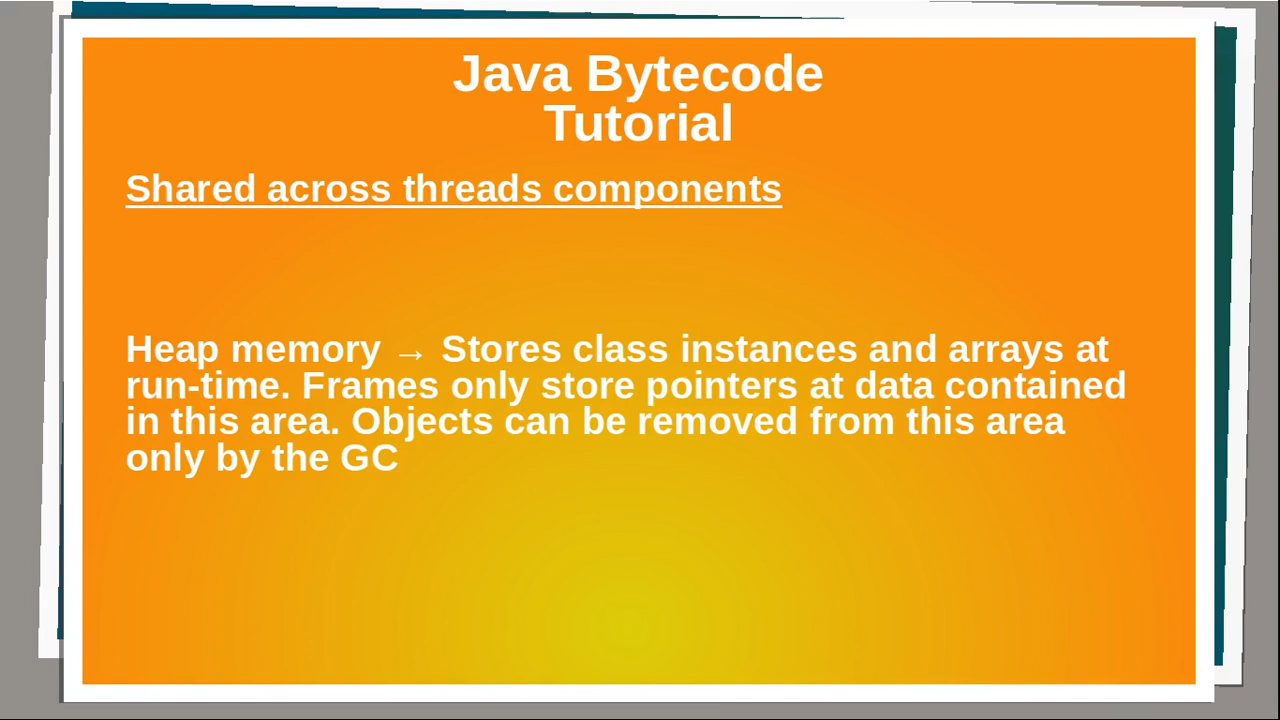 Java Bytecode
Tutorial
Shared across threads components
Heap memory → Stores class instances and arrays at
run-time. Frames only store pointers at data contained
in this area. Objects can be removed from this area
only by the GC